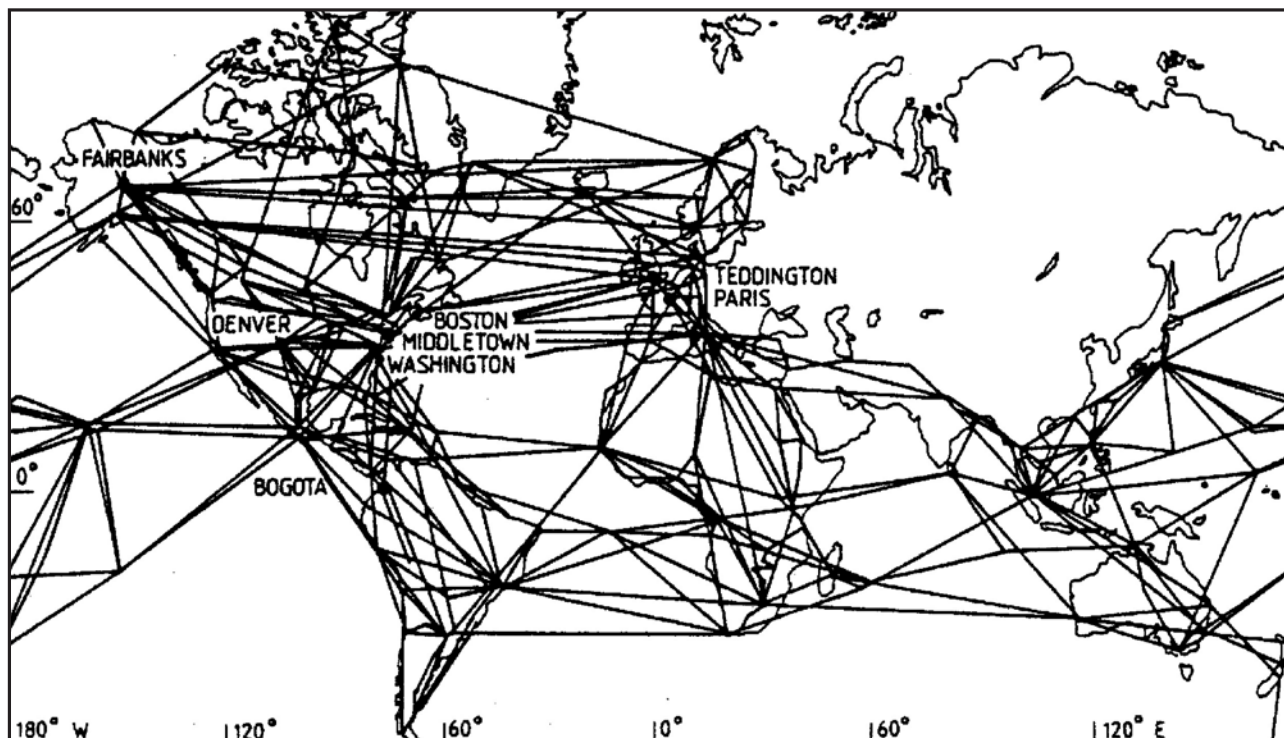 FAIRBANKS
60°
TEDDINGTON
PARIS
DENVER
BOSTON
MIDDLETOWN
WASHINGTON
0°
BOGOTA
180° W
120°
60°
0°
60°
120° E